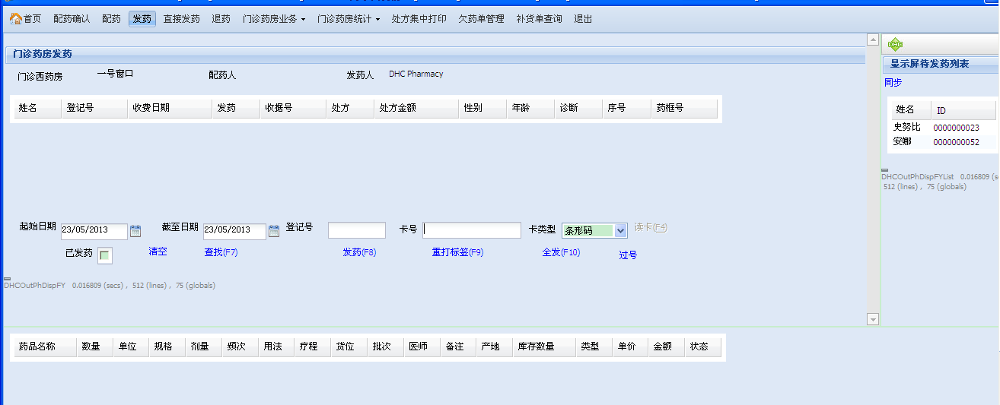 首页 配药确认 配药 发药 直接发药 退药 门诊药房业务 门诊药房统计 处方集中打印 欠药单管理 补货单查询 退出
门诊药房发药
门诊西药房 一号窗口 配药人 发药人 DHC Pharmacy
姓名 登记号 收费日期 发药 收据号 处方 处方金额 性别 年龄 诊断 序号 药框号
起始日期 23/05/2013 截至日期 23/05/2013 登记号 卡号 卡类型 条形码 读卡(F4)
已发药 清空 查找(F7) 发药(F8) 重打标签(F9) 全发(F10) 过号
DHCOutPhDispFY 0.016809 (secs) , 512 (lines) , 75 (globals)
药品名称 数量 单位 规格 剂量 频次 用法 疗程 货位 批次 医师 备注 产地 库存数量 类型 单价 金额 状态
DHC
显示屏待发药列表
同步
姓名 ID
史努比 0000000023
安娜 0000000052
DHCOutPhDispFYList 0.016809 (s
512 (lines) , 75 (globals)